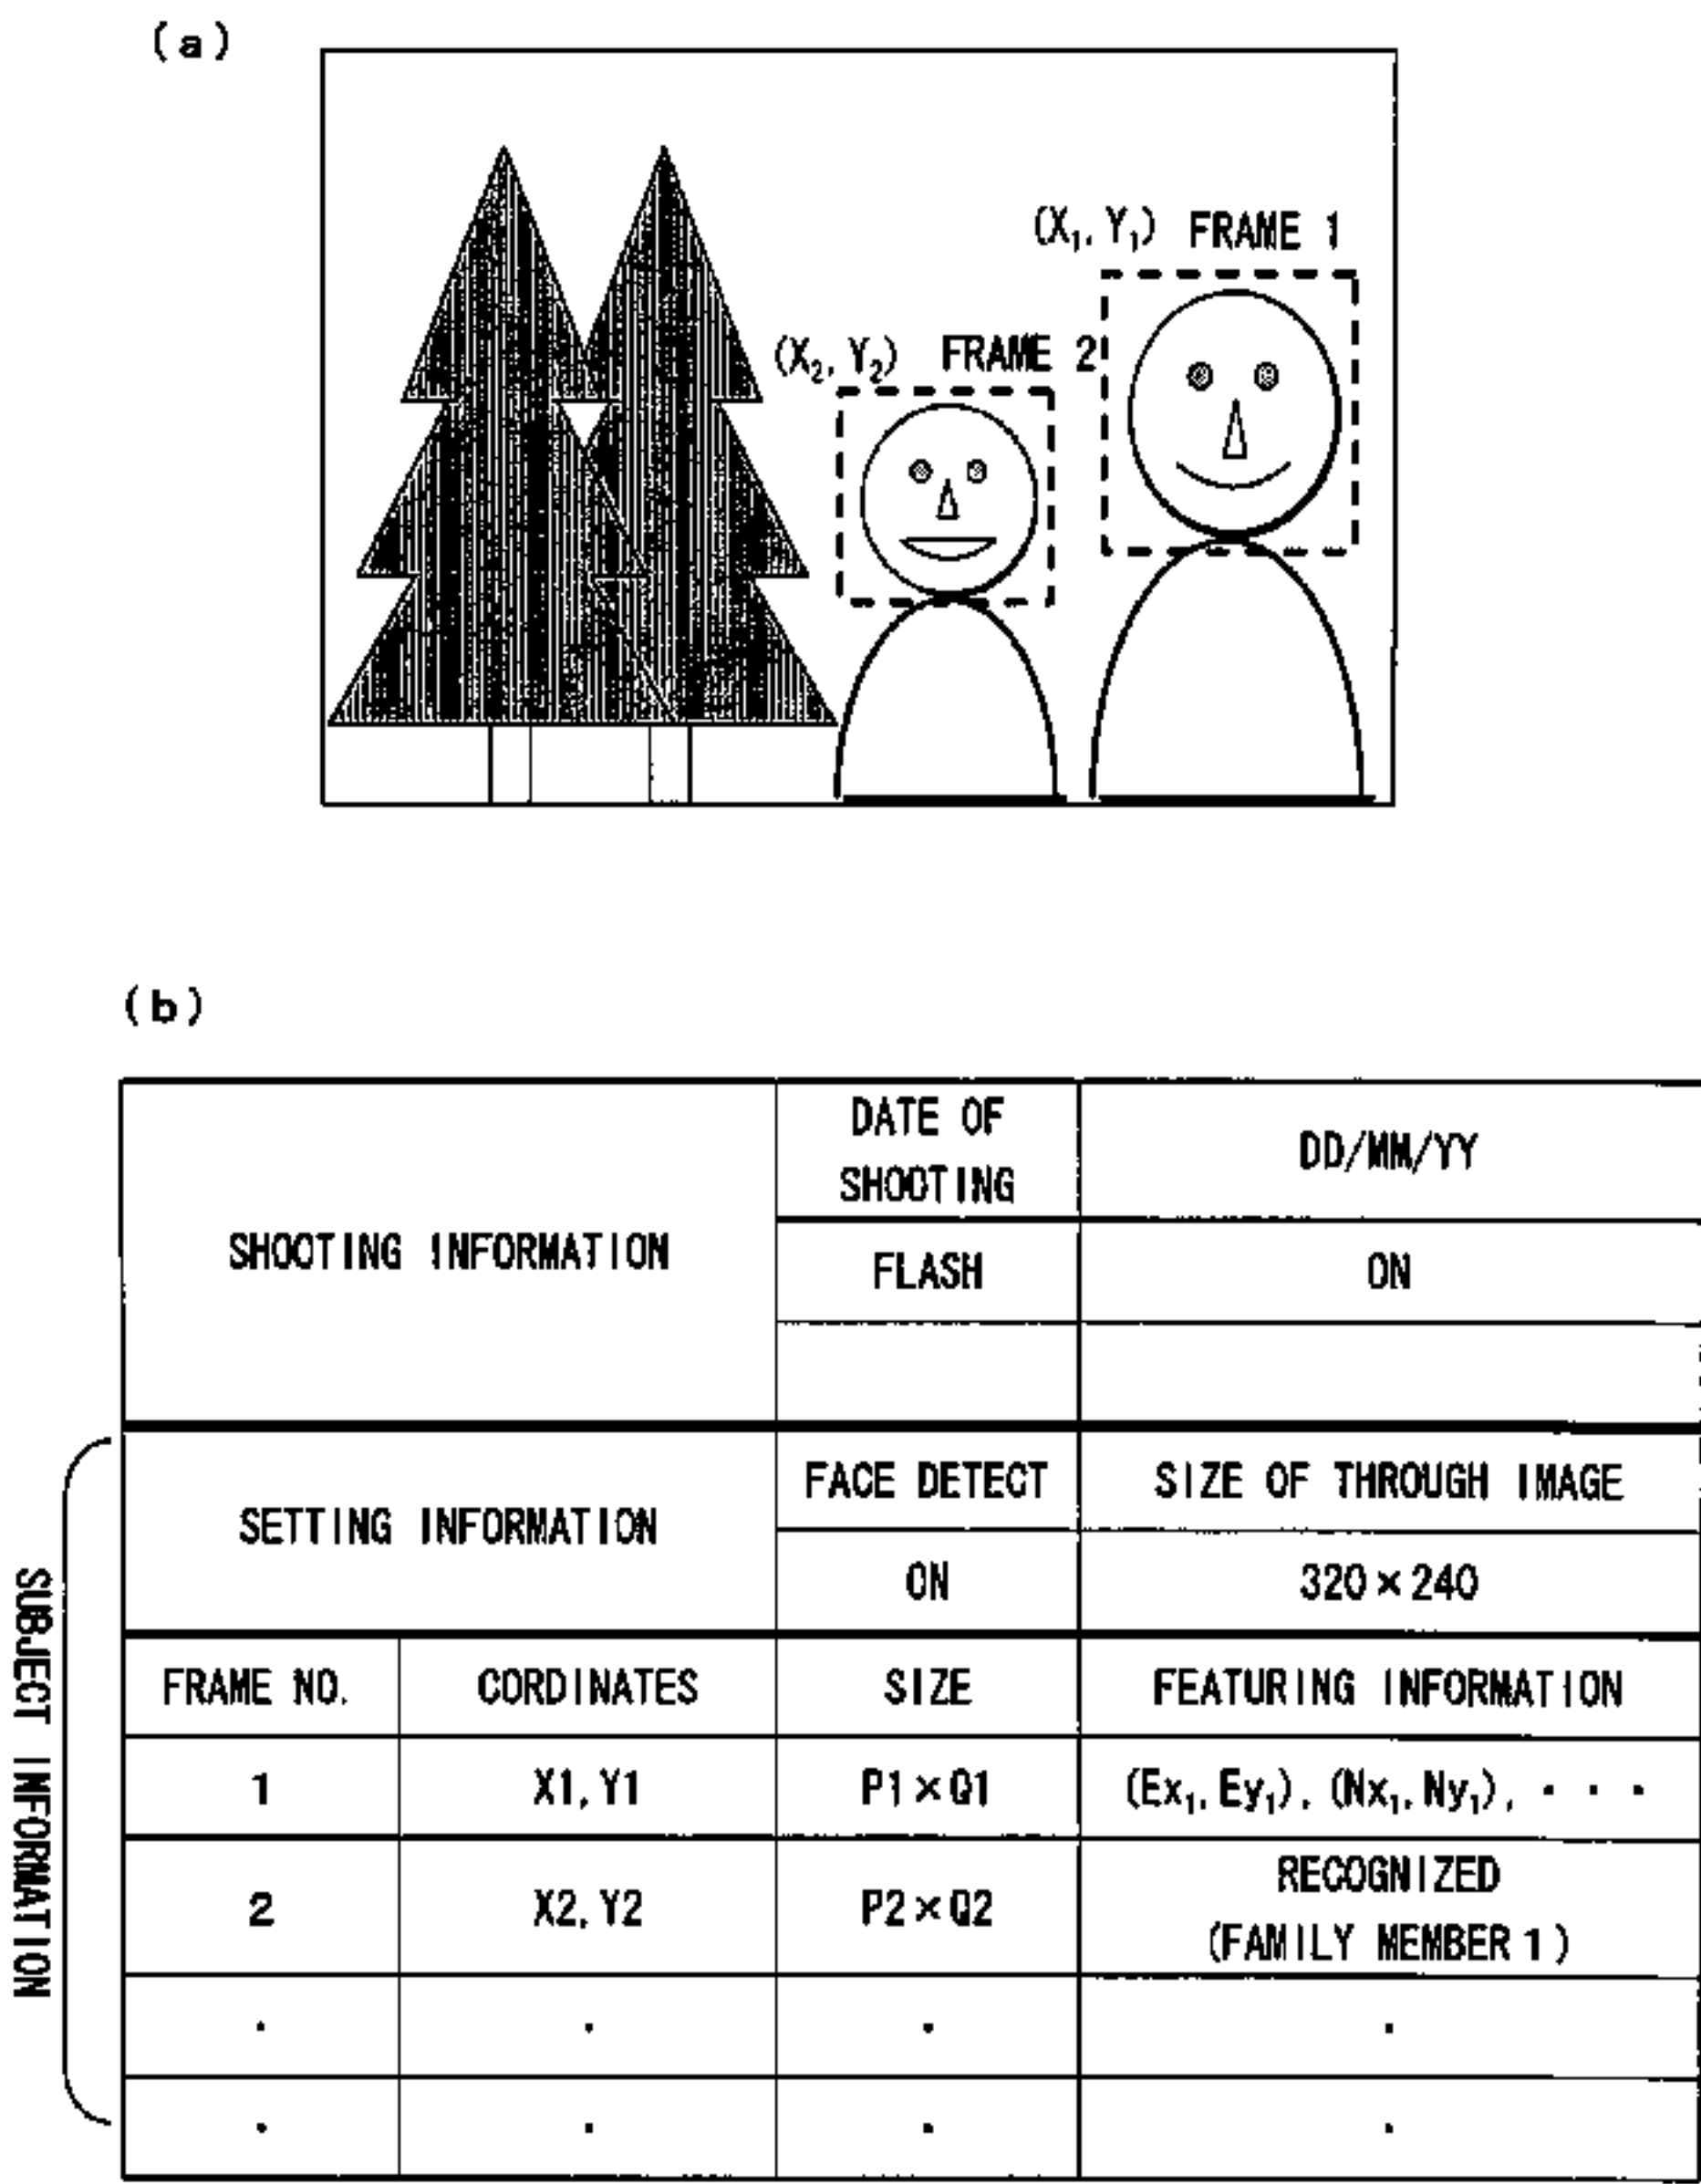 (a)
(X₁, Y₁) FRAME 1
(X₂, Y₂) FRAME 2
(b)
SHOOTING INFORMATION
DATE OF
SHOOTING
DD/MM/YY
FLASH
ON
SUBJECT INFORMATION
SETTING INFORMATION
FACE DETECT
SIZE OF THROUGH IMAGE
ON
320×240
FRAME NO.
CORDINATES
SIZE
FEATURING INFORMATION
1
X1, Y1
P1×Q1
(Ex₁, Ey₁), (Nx₁, Ny₁), ・・・
2
X2, Y2
P2×Q2
RECOGNIZED
(FAMILY MEMBER 1)